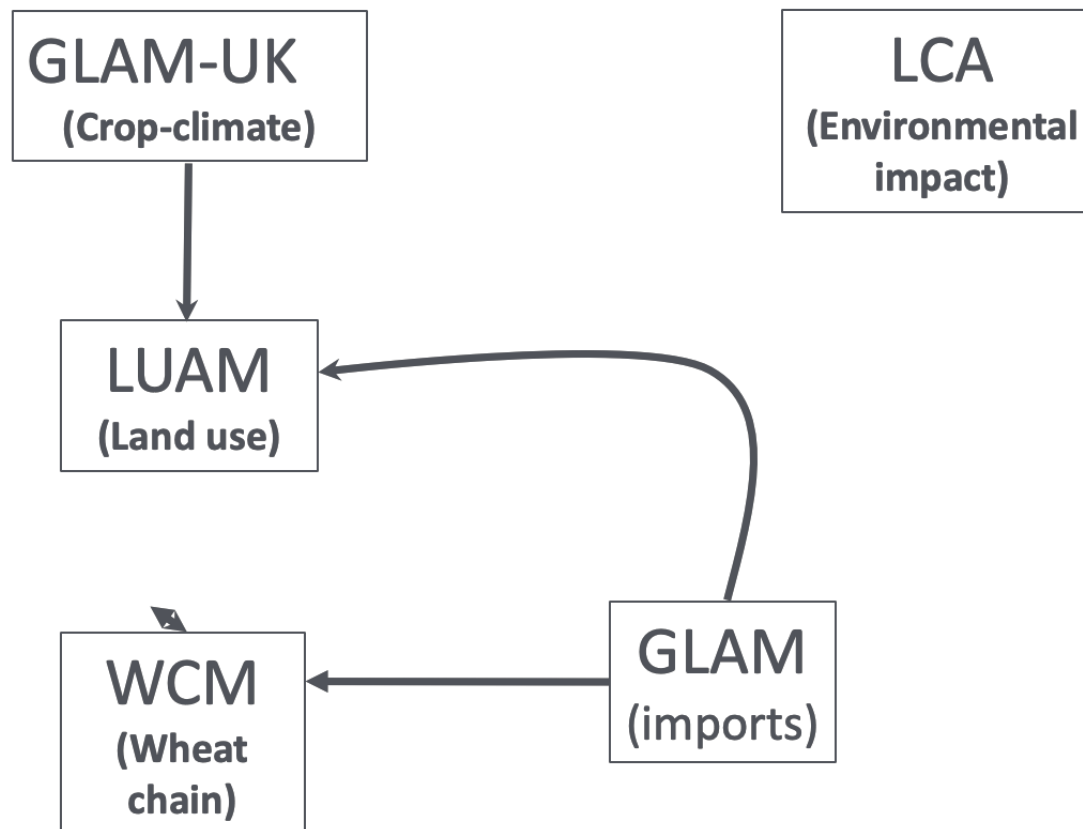 GLAM-UK
(Crop-climate)
LCA
(Environmental
impact)
LUAM
(Land use)
WCM
(Wheat
chain)
GLAM
(imports)